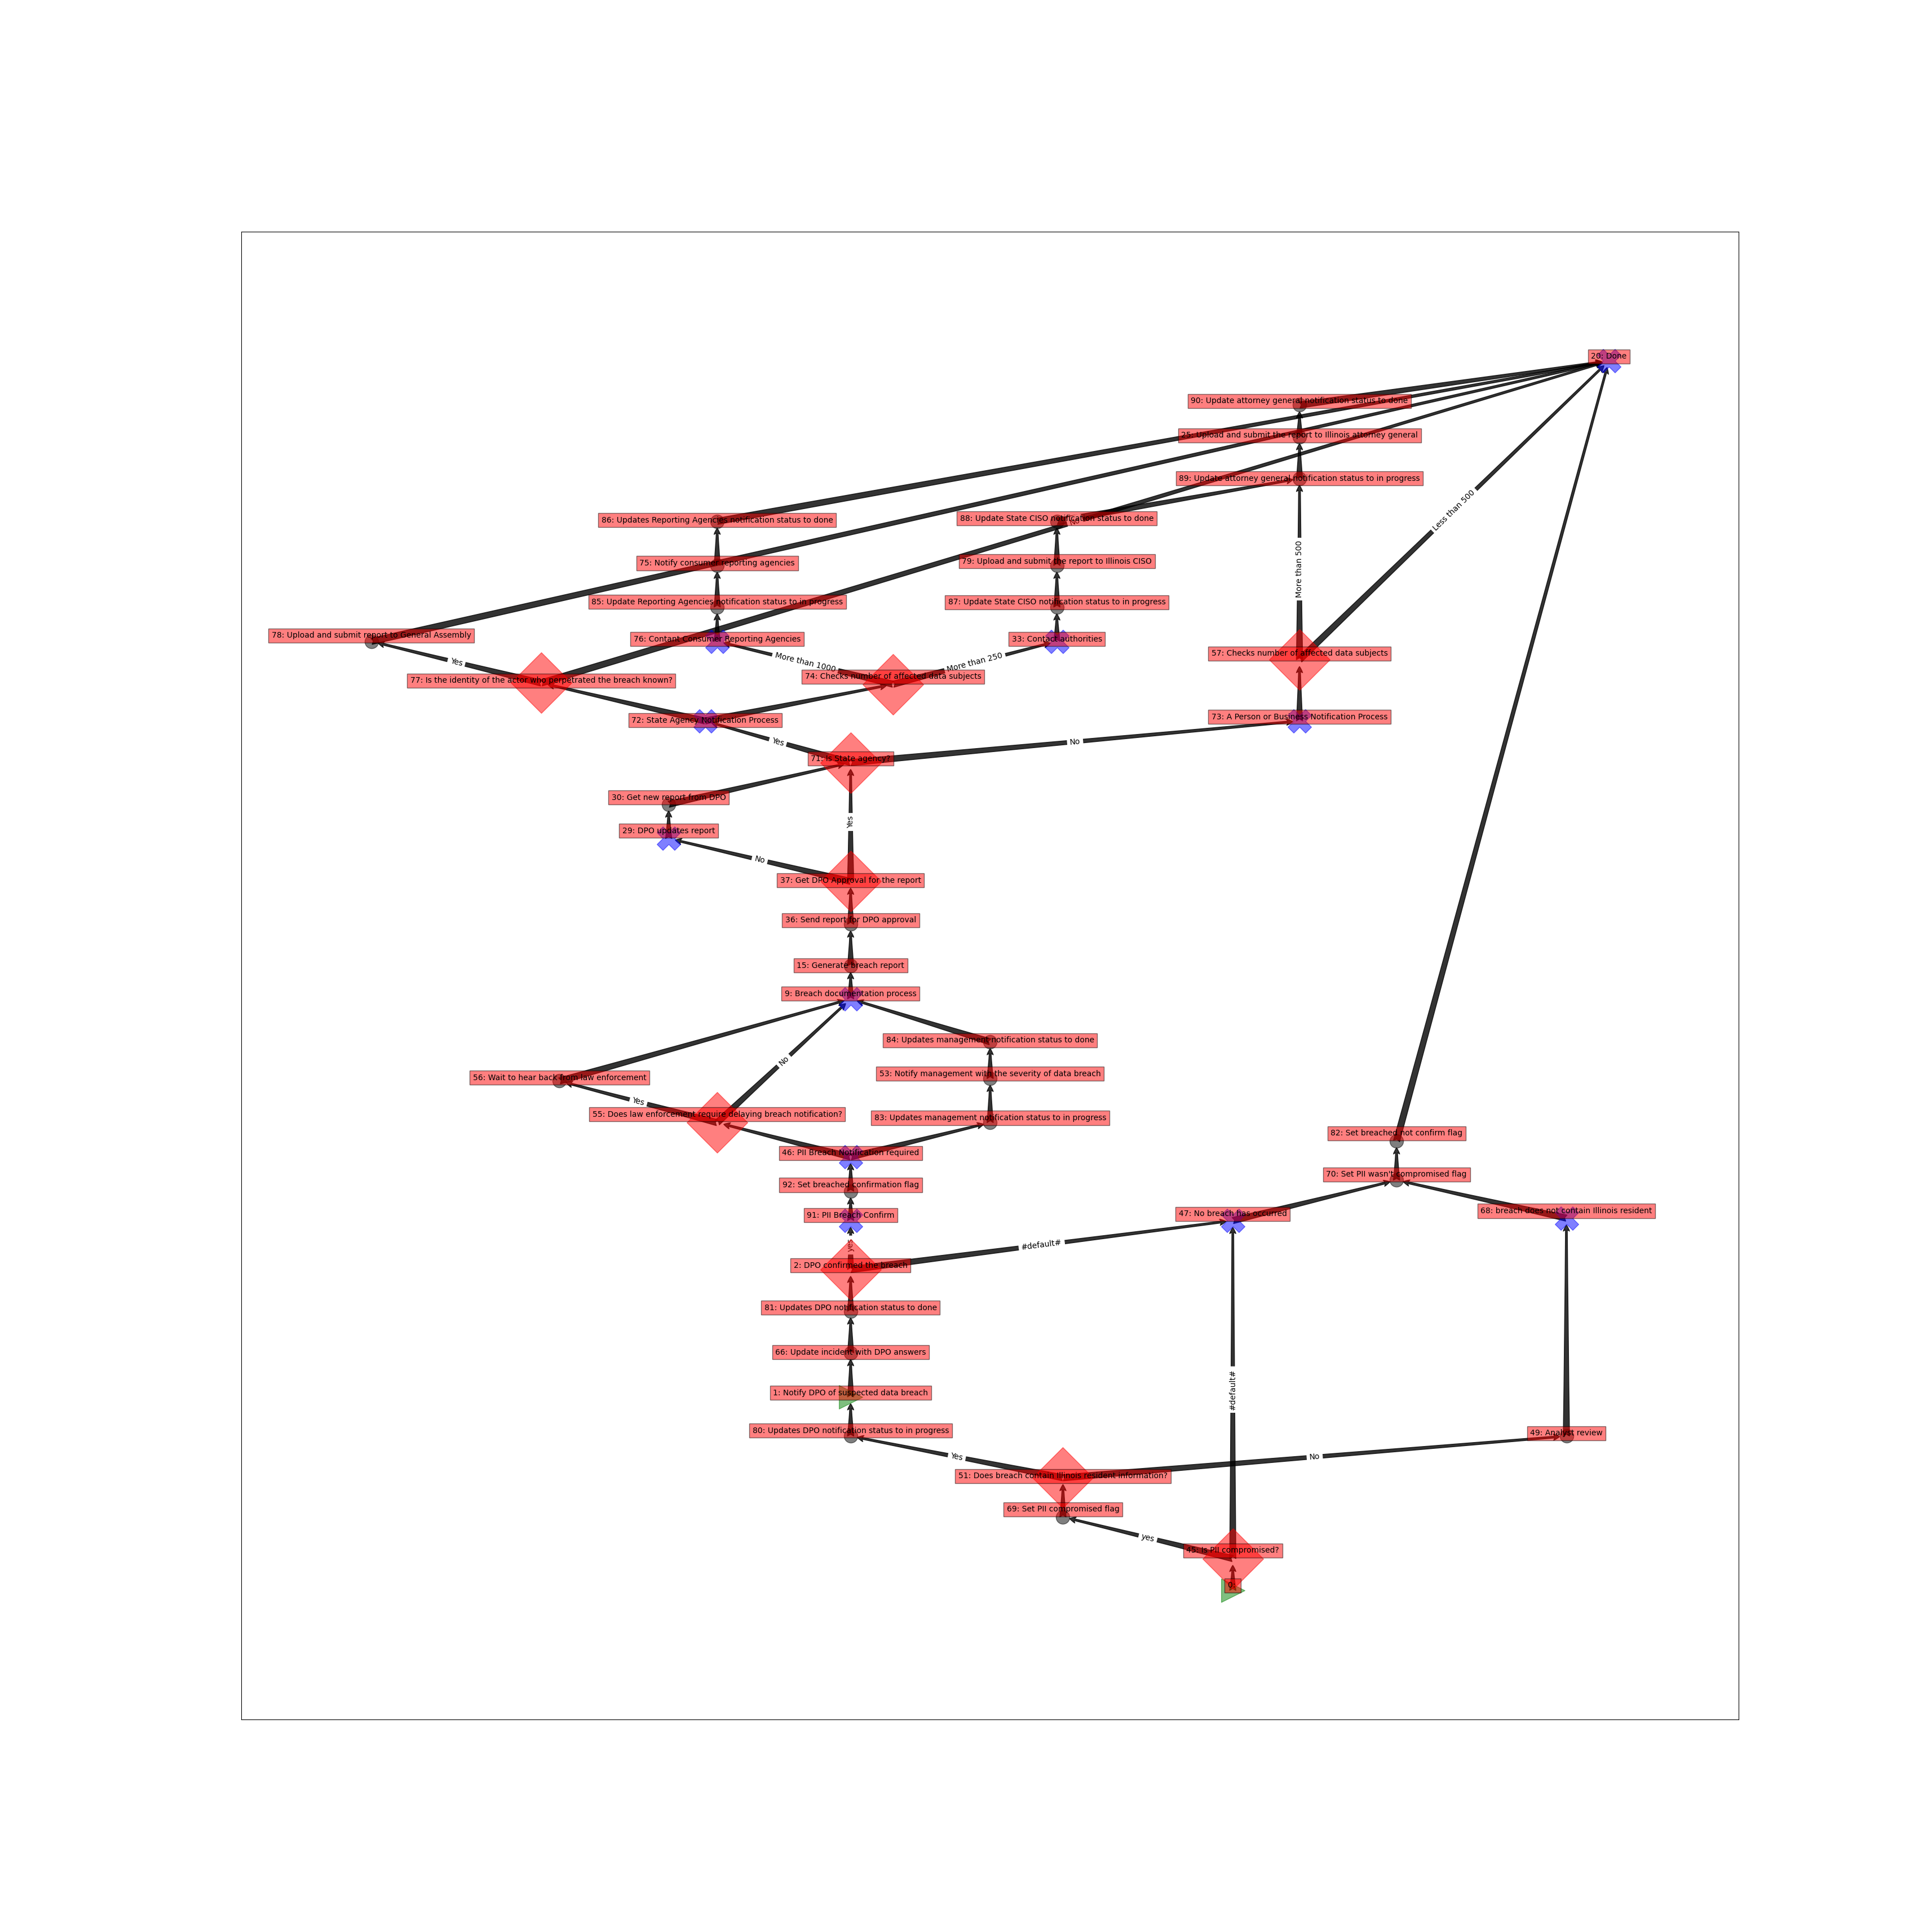 20: Done
90: Update attorney general notification status to done
25: Upload and submit the report to Illinois attorney general
89: Update attorney general notification status to in progress
Less than 500
86: Updates Reporting Agencies notification status to done
88: Update State CISO notification status to done
No
75: Notify consumer reporting agencies
79: Upload and submit the report to Illinois CISO
More than 500
85: Update Reporting Agencies notification status to in progress
87: Update State CISO notification status to in progress
78: Upload and submit report to General Assembly
76: Contant Consumer Reporting Agencies
33: Contact authorities
57: Checks number of affected data subjects
Yes
More than 1000
More than 250
77: Is the identity of the actor who perpetrated the breach known?
74: Checks number of affected data subjects
72: State Agency Notification Process
73: A Person or Business Notification Process
Yes
No
71: Is State agency?
30: Get new report from DPO
Yes
29: DPO updates report
No
37: Get DPO Approval for the report
36: Send report for DPO approval
15: Generate breach report
9: Breach documentation process
84: Updates management notification status to done
No
56: Wait to hear back from law enforcement
53: Notify management with the severity of data breach
Yes
55: Does law enforcement require delaying breach notification?
83: Updates management notification status to in progress
82: Set breached not confirm flag
46: PII Breach Notification required
70: Set PII wasn't compromised flag
92: Set breached confirmation flag
91: PII Breach Confirm
47: No breach has occurred
68: breach does not contain Illinois resident
yes
#default#
2: DPO confirmed the breach
81: Updates DPO notification status to done
66: Update incident with DPO answers
1: Notify DPO of suspected data breach
#default#
80: Updates DPO notification status to in progress
49: Analyst review
Yes
No
51: Does breach contain Illinois resident information?
69: Set PII compromised flag
yes
45: Is PII compromised?
0: